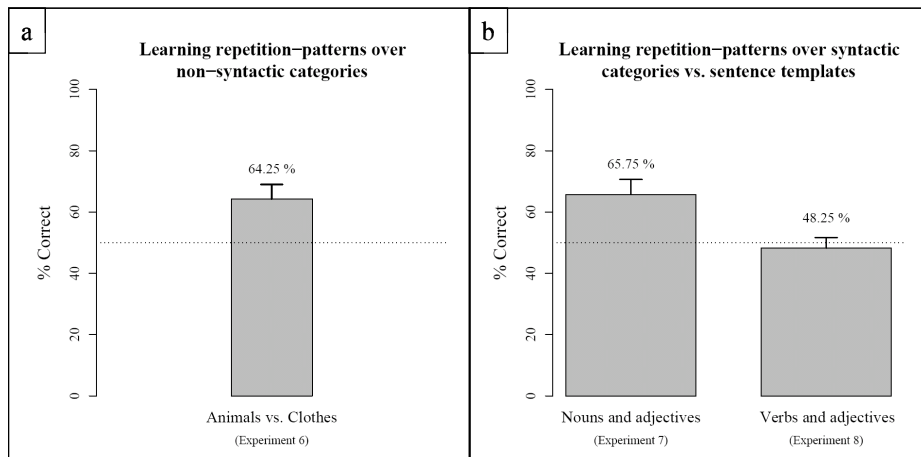 a
Learning repetition−patterns over
non−syntactic categories
% Correct
100
80
60
40
20
0
64.25 %
Animals vs. Clothes
(Experiment 6)
b
Learning repetition−patterns over syntactic
categories vs. sentence templates
% Correct
100
80
60
40
20
0
65.75 %
48.25 %
Nouns and adjectives
(Experiment 7)
Verbs and adjectives
(Experiment 8)